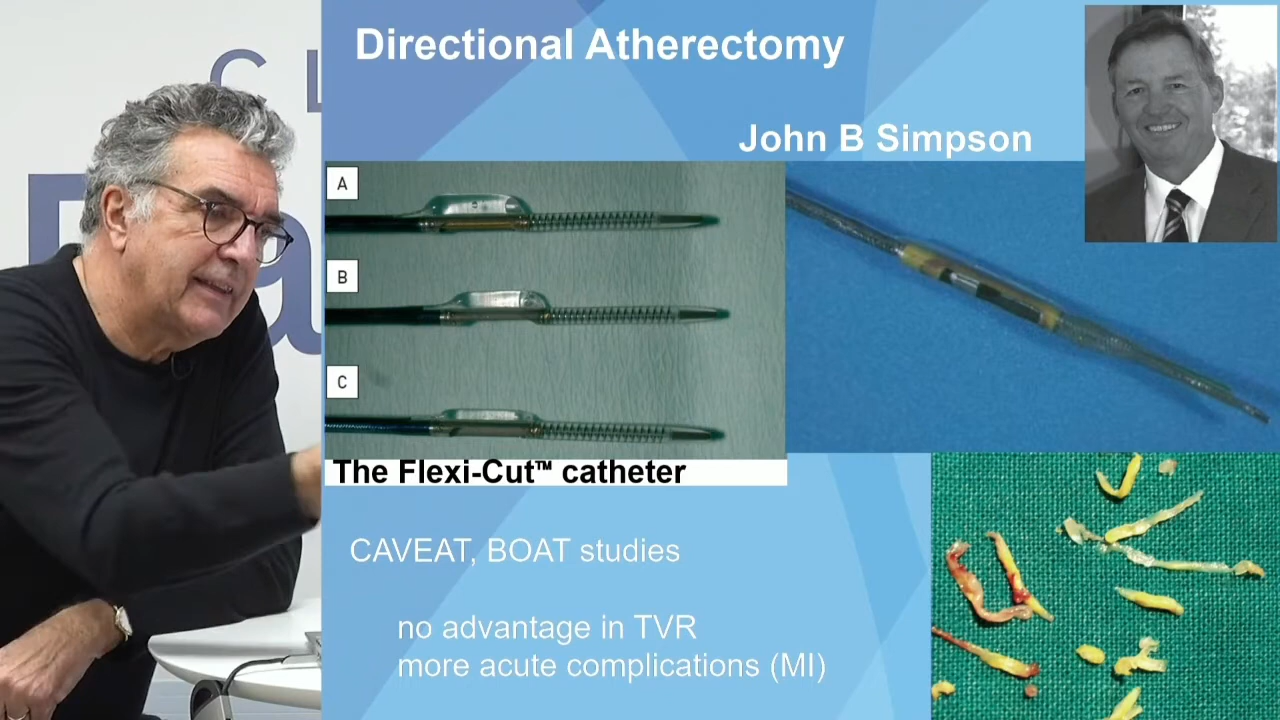 C L
a
Directional Atherectomy
John B Simpson
A
B
C
The Flexi-Cut™ catheter
CAVEAT, BOAT studies
no advantage in TVR
more acute complications (MI)